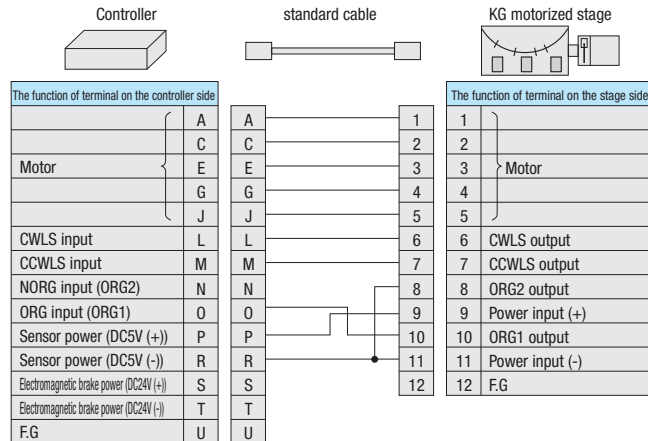 Controller standard cable KG motorized stage
The function of terminal on the controller side The function of terminal on the stage side
A A 1 1
C C 2 2
Motor E E 3 3 Motor
G G 4 4
J J 5 5
CWLS input L L 6 6 CWLS output
CCWLS input M M 7 7 CCWLS output
NORG input (ORG2) N N 8 8 ORG2 output
ORG input (ORG1) O O 9 9 Power input (+)
Sensor power (DC5V (+)) P P 10 10 ORG1 output
Sensor power (DC5V (-)) R R 11 11 Power input (-)
Electromagnetic brake power (DC24V (+)) S S 12 12 F.G
Electromagnetic brake power (DC24V (-)) T T
F.G U U